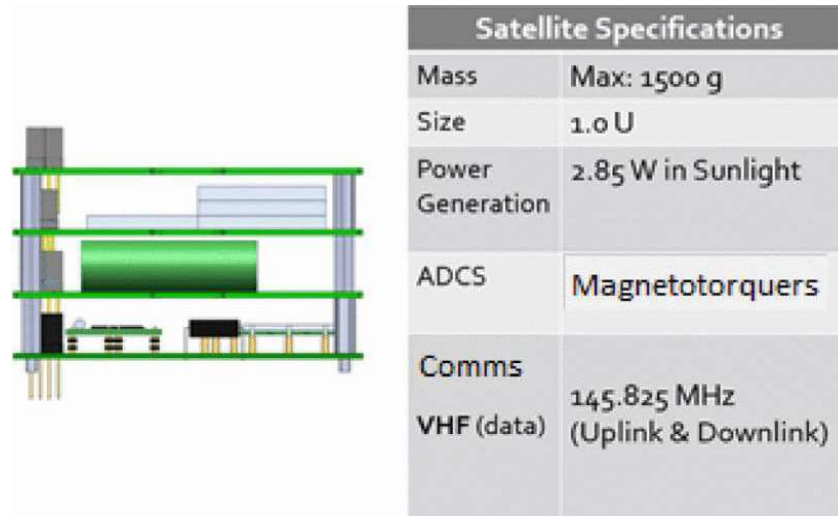 Satellite Specifications
Mass Max: 1500 g
Size 1.0 U
Power Generation 2.85 W in Sunlight
ADCS Magnetotorquers
Comms
VHF (data) 145.825 MHz
(Uplink & Downlink)